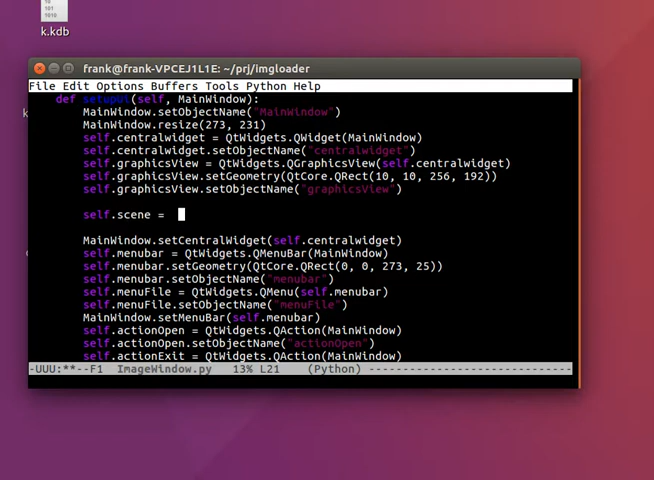 10
101
1010
k.kdb
frank@frank-VPCEJ1L1E: ~/prj/imgloader
File Edit Options Buffers Tools Python Help
def setupUi(self, MainWindow):
MainWindow.setObjectName("MainWindow")
MainWindow.resize(273, 231)
self.centralwidget = QtWidgets.QWidget(MainWindow)
self.centralwidget.setObjectName("centralwidget")
self.graphicsView = QtWidgets.QGraphicsView(self.centralwidget)
self.graphicsView.setGeometry(QtCore.QRect(10, 10, 256, 192))
self.graphicsView.setObjectName("graphicsView")
self.scene =
MainWindow.setCentralWidget(self.centralwidget)
self.menubar = QtWidgets.QMenuBar(MainWindow)
self.menubar.setGeometry(QtCore.QRect(0, 0, 273, 25))
self.menubar.setObjectName("menubar")
self.menuFile = QtWidgets.QMenu(self.menubar)
self.menuFile.setObjectName("menuFile")
MainWindow.setMenuBar(self.menubar)
self.actionOpen = QtWidgets.QAction(MainWindow)
self.actionOpen.setObjectName("actionOpen")
self.actionExit = QtWidgets.QAction(MainWindow)
-UUU:**--F1 ImageWindow.py 13% L21 (Python) ------------------------------